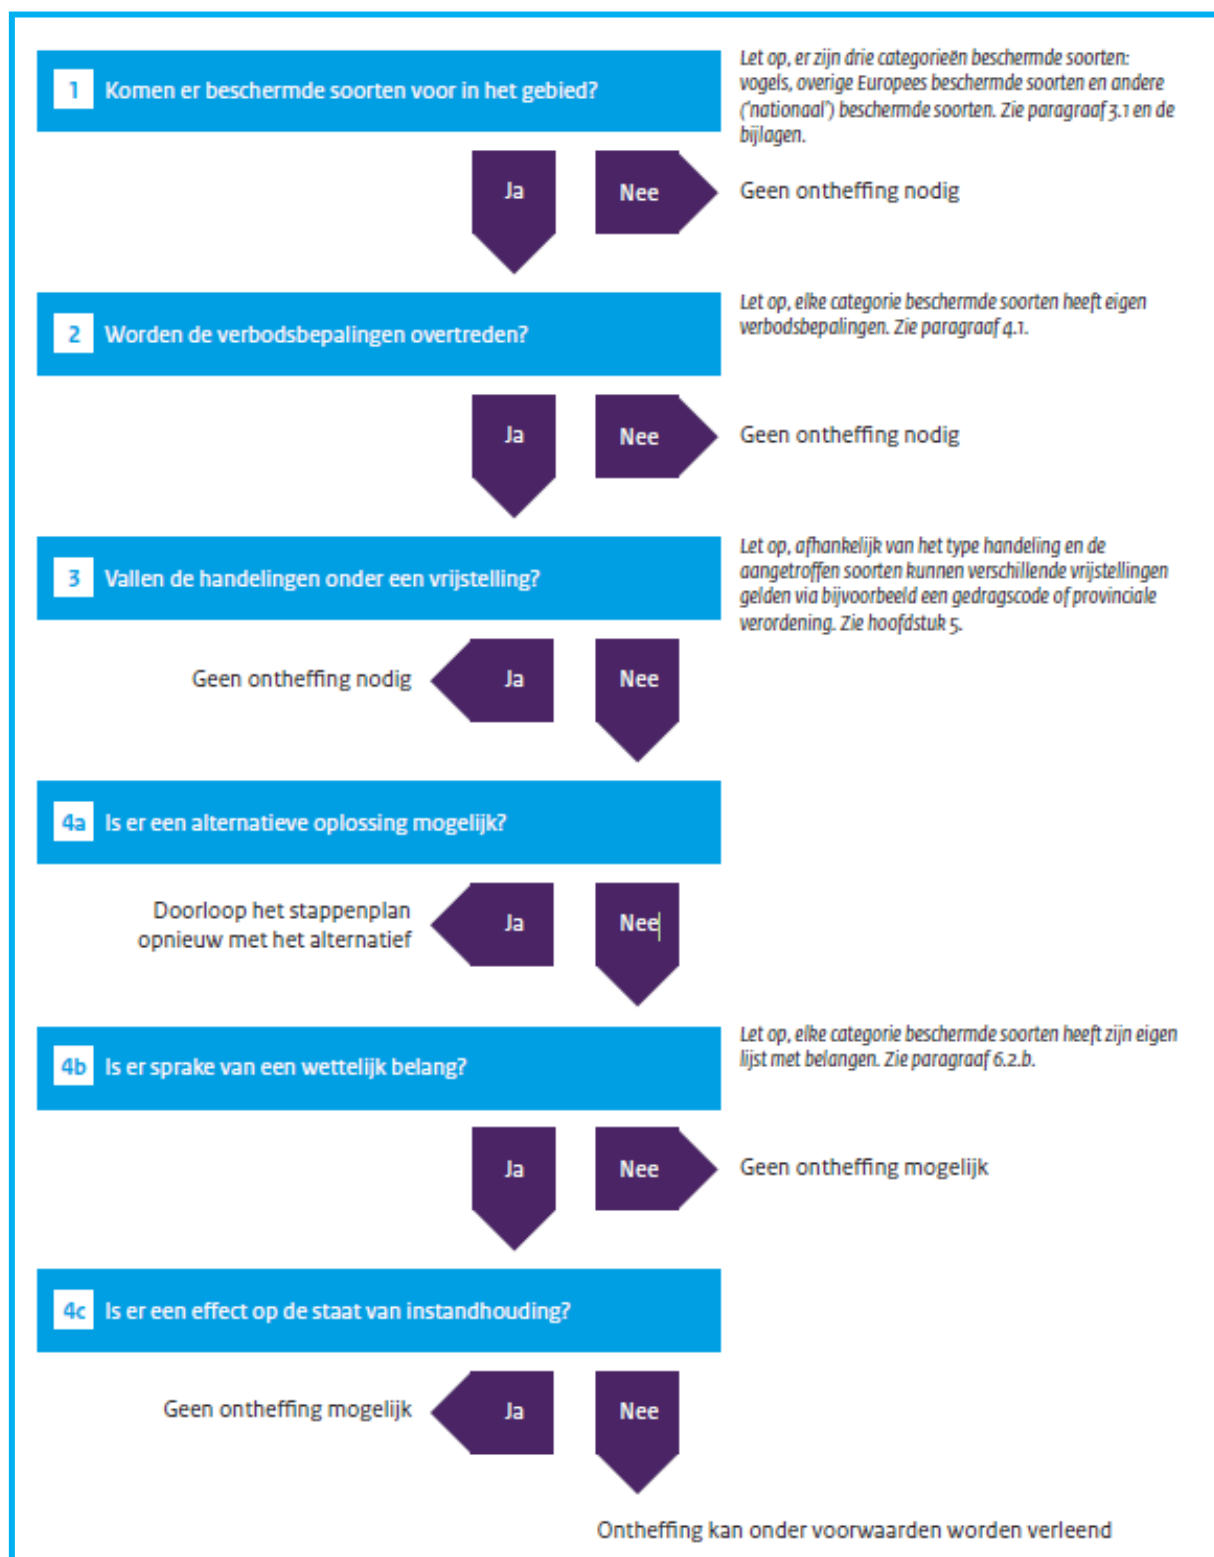 1 Komen er beschermde soorten voor in het gebied?
Let op, er zijn drie categorieën beschermde soorten:
vogels, overige Europees beschermde soorten en andere
('nationaal') beschermde soorten. Zie paragraaf 3.1 en de
bijlagen.
Ja
Nee
Geen ontheffing nodig
2 Worden de verbodsbepalingen overtreden?
Let op, elke categorie beschermde soorten heeft eigen
verbodsbepalingen. Zie paragraaf 4.1.
Ja
Nee
Geen ontheffing nodig
3 Vallen de handelingen onder een vrijstelling?
Let op, afhankelijk van het type handeling en de
aangetroffen soorten kunnen verschillende vrijstellingen
gelden via bijvoorbeeld een gedragscode of provinciale
verordening. Zie hoofdstuk 5.
Geen ontheffing nodig
Ja
Nee
4a Is er een alternatieve oplossing mogelijk?
Doorloop het stappenplan
opnieuw met het alternatief
Ja
Nee
4b Is er sprake van een wettelijk belang?
Let op, elke categorie beschermde soorten heeft zijn eigen
lijst met belangen. Zie paragraaf 6.2.b.
Ja
Nee
Geen ontheffing mogelijk
4c Is er een effect op de staat van instandhouding?
Geen ontheffing mogelijk
Ja
Nee
Ontheffing kan onder voorwaarden worden verleend